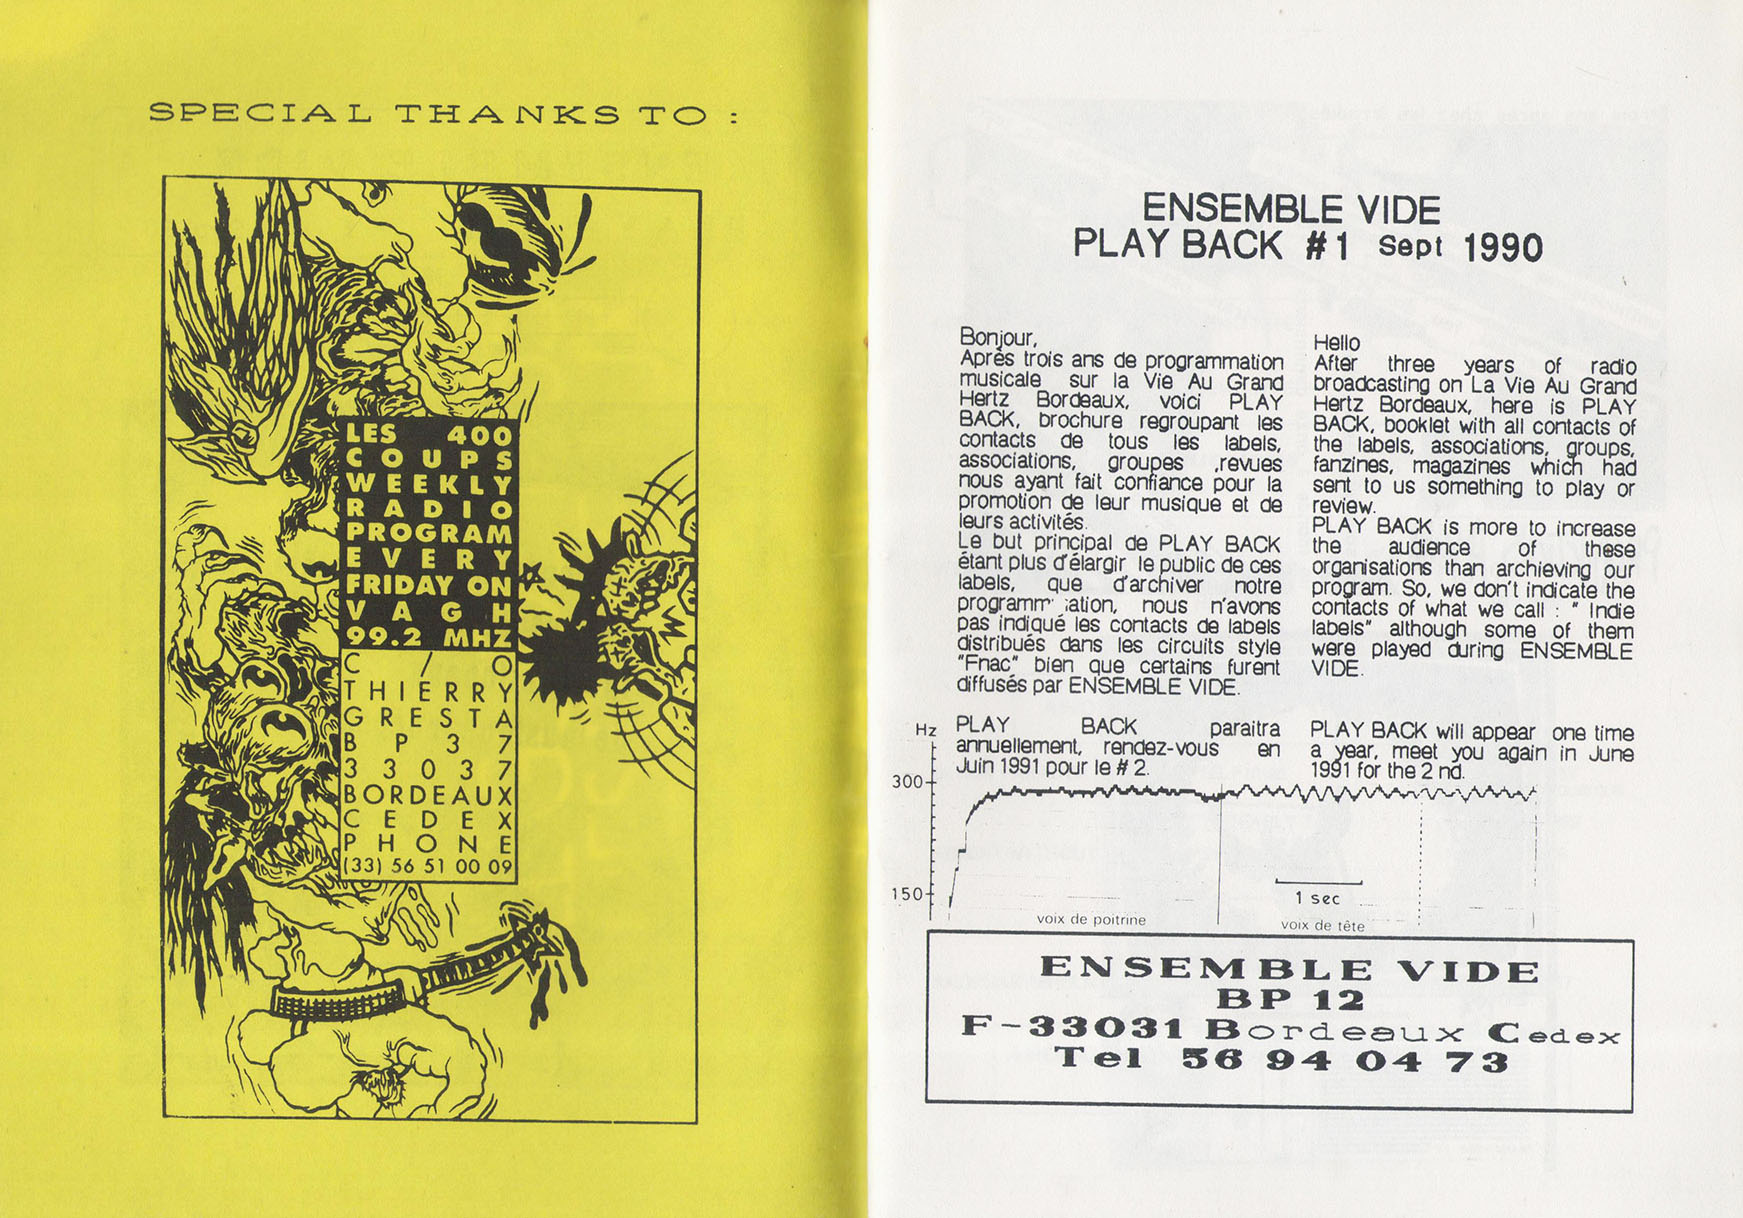 SPECIAL THANKS TO :
LES 400
COUPS
WEEKLY
RADIO
PROGRAM
EVERY
FRIDAY ON
VAGH
99.2 MHZ
C/O
THIERRY
GRESTA
BP37
33037
BORDEAUX
CEDEX
PHONE
(33) 56 51 00 09
ENSEMBLE VIDE
PLAY BACK #1 Sept 1990
Bonjour,
Après trois ans de programmation
musicale sur la Vie Au Grand
Hertz Bordeaux, voici PLAY
BACK, brochure regroupant les
contacts de tous les labels,
associations, groupes ,revues
nous ayant fait confiance pour la
promotion de leur musique et de
leurs activités.
Le but principal de PLAY BACK
étant plus d'élargir le public de ces
labels, que d'archiver notre
programm ation, nous n'avons
pas indiqué les contacts de labels
distribués dans les circuits style
"Fnac" bien que certains furent
diffusés par ENSEMBLE VIDE.
PLAY BACK paraitra
annuellement, rendez-vous en
Juin 1991 pour le # 2.
Hello
After three years of radio
broadcasting on La Vie Au Grand
Hertz Bordeaux, here is PLAY
BACK, booklet with all contacts of
the labels, associations, groups,
fanzines, magazines which had
sent to us something to play or
review.
PLAY BACK is more to increase
the audience of these
organisations than archieving our
program. So, we don't indicate the
contacts of what we call : " Indie
labels" although some of them
were played during ENSEMBLE
VIDE.
PLAY BACK will appear one time
a year, meet you again in June
1991 for the 2 nd.
Hz
300
150
1 sec
voix de poitrine
voix de tête
ENSEMBLE VIDE
BP 12
F-33031 Bordeaux Cedex
Tel 56 94 04 73